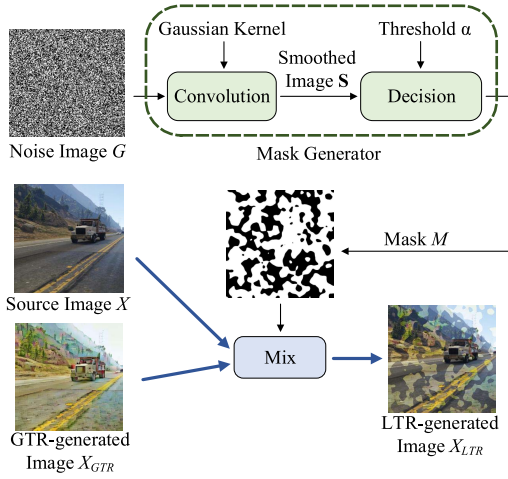 Gaussian Kernel
Threshold α
Smoothed
Image S
Convolution
Decision
Noise Image G
Mask Generator
Mask M
Source Image X
Mix
GTR-generated
Image X_GTR
LTR-generated
Image X_LTR